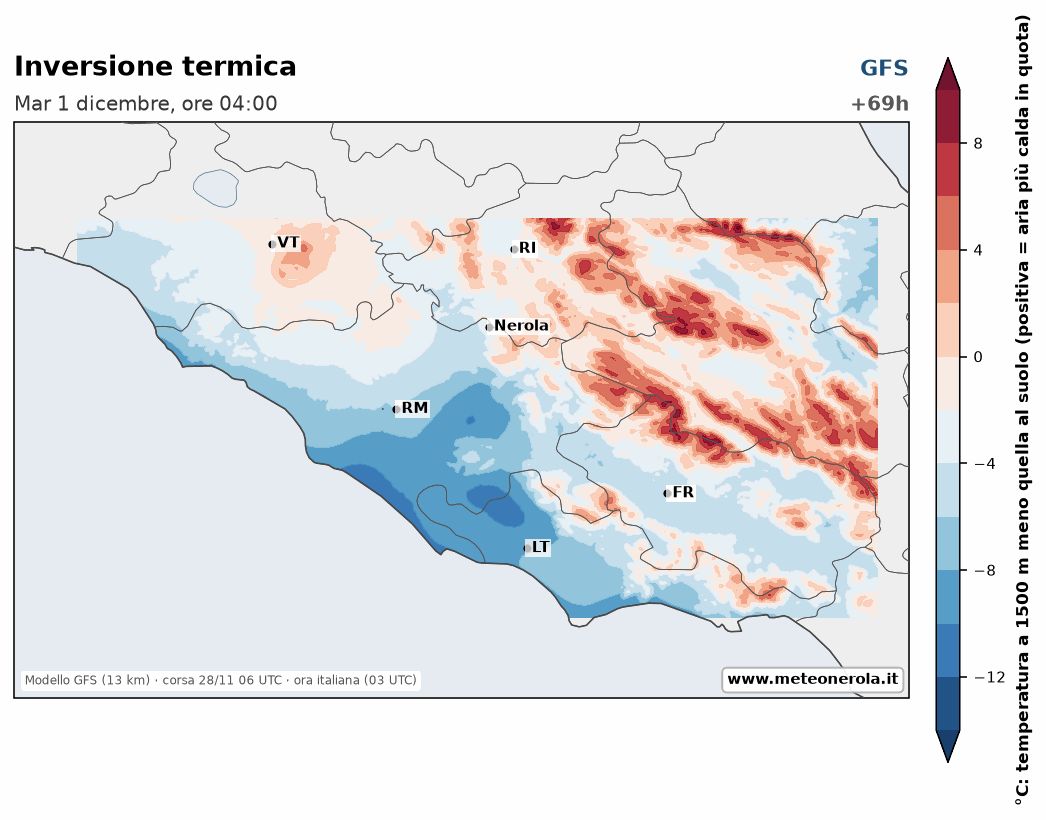 Inversione termica
GFS
Mar 1 dicembre, ore 04:00
+69h
VT
RI
Nerola
RM
FR
LT
Modello GFS (13 km) · corsa 28/11 06 UTC · ora italiana (03 UTC)
www.meteonerola.it
8
4
0
−4
−8
−12
°C: temperatura a 1500 m meno quella al suolo (positiva = aria più calda in quota)